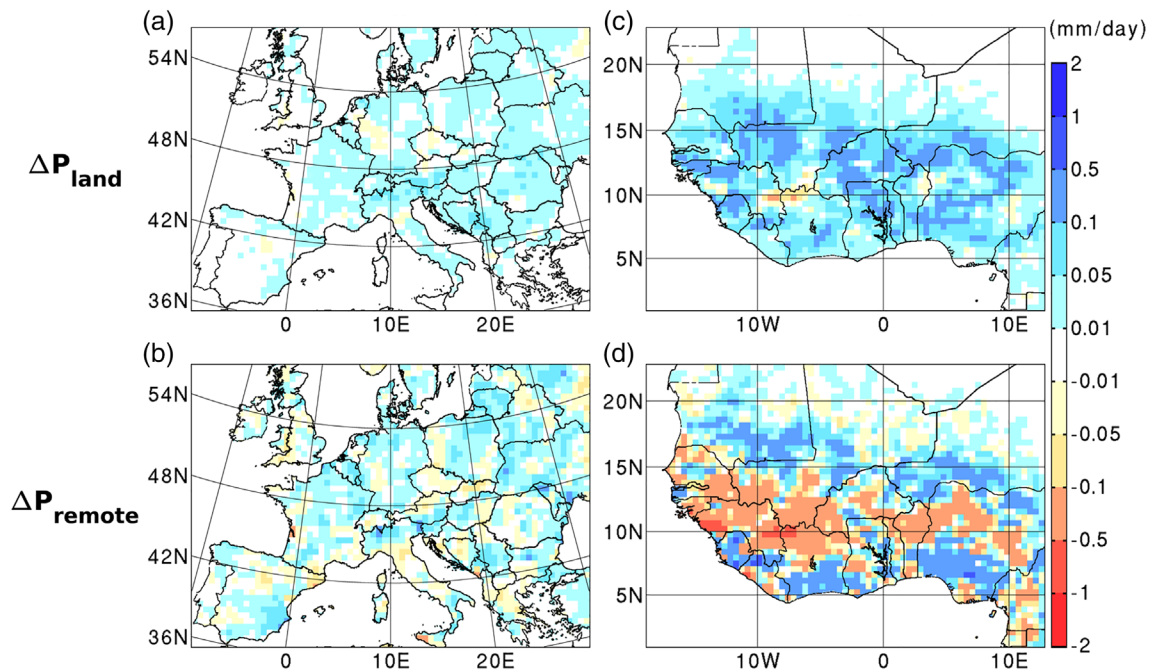 (a)
(c)
(mm/day)
54N
48N
42N
36N
0
10E
20E
ΔPland
20N
15N
10N
5N
10W
0
10E
2
1
0.5
0.1
0.05
0.01
-0.01
-0.05
-0.1
-0.5
-1
-2
(b)
(d)
54N
48N
42N
36N
0
10E
20E
ΔPremote
20N
15N
10N
5N
10W
0
10E